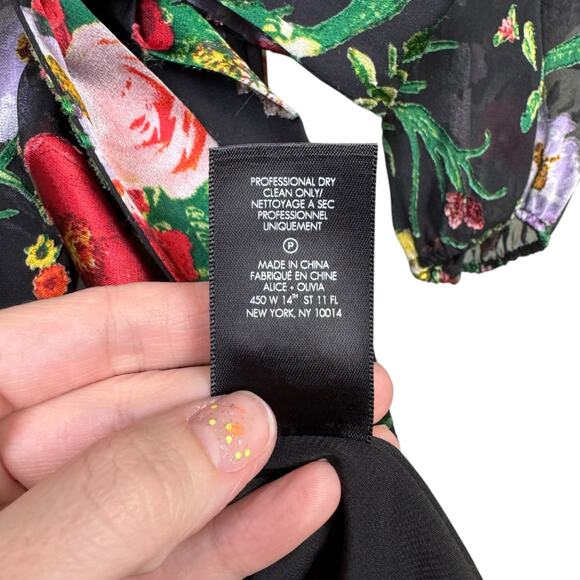 PROFESSIONAL DRY
CLEAN ONLY/
NETTOYAGE A SEC
PROFESSIONNEL
UNIQUEMENT
P
MADE IN CHINA
FABRIQUÉ EN CHINE
ALICE + OLIVIA
450 W 14TH ST 11 FL
NEW YORK, NY 10014